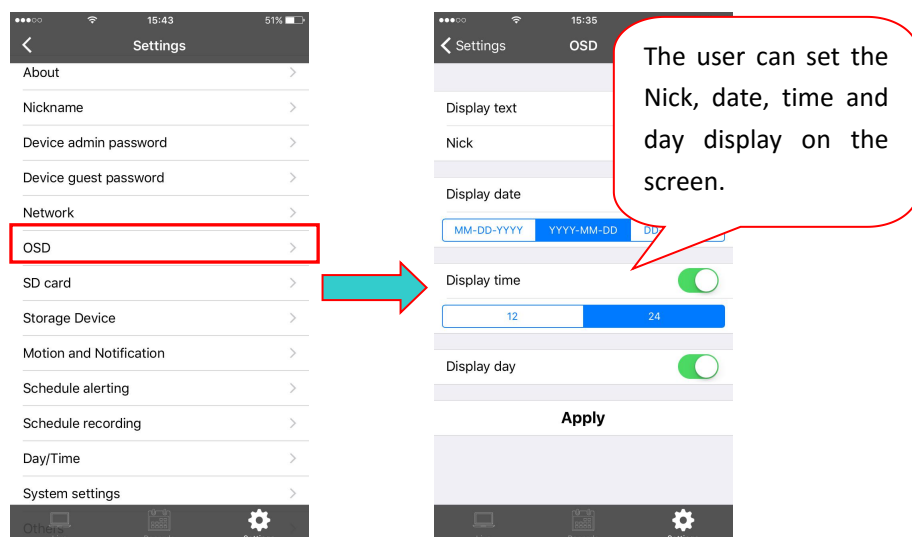 15:43
51%
Settings
About
Nickname
Device admin password
Device guest password
Network
OSD
SD card
Storage Device
Motion and Notification
Schedule alerting
Schedule recording
Day/Time
System settings
Others
15:35
Settings
OSD
Display text
Nick
Display date
MM-DD-YYYY
YYYY-MM-DD
Display time
12
24
Display day
Apply
The user can set the
Nick, date, time and
day display on the
screen.